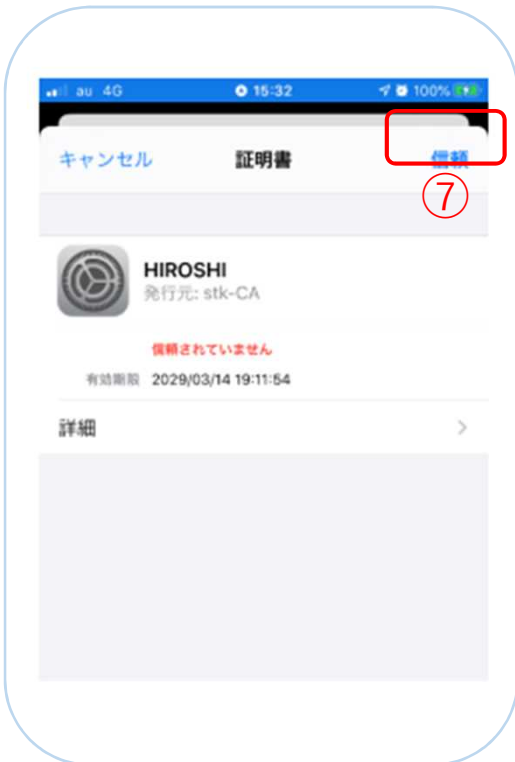 au 4G 15:32 100%
キャンセル 証明書 信頼
⑦
HIROSHI
発行元: stk-CA
信頼されていません
有効期限 2029/03/14 19:11:54
詳細